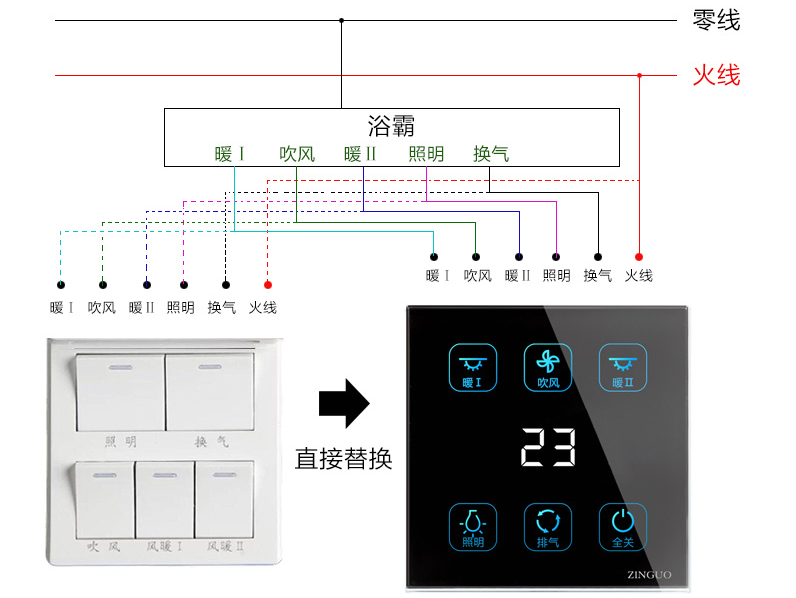 零线
火线
浴霸
暖Ⅰ 吹风 暖Ⅱ 照明 换气
暖Ⅰ 吹风 暖Ⅱ 照明 换气 火线
暖Ⅰ 吹风 暖Ⅱ 照明 换气 火线
照明 换气
吹风 风暖Ⅰ 风暖Ⅱ
直接替换
暖Ⅰ 吹风 暖Ⅱ
23
照明 排气 全关
ZINGUO